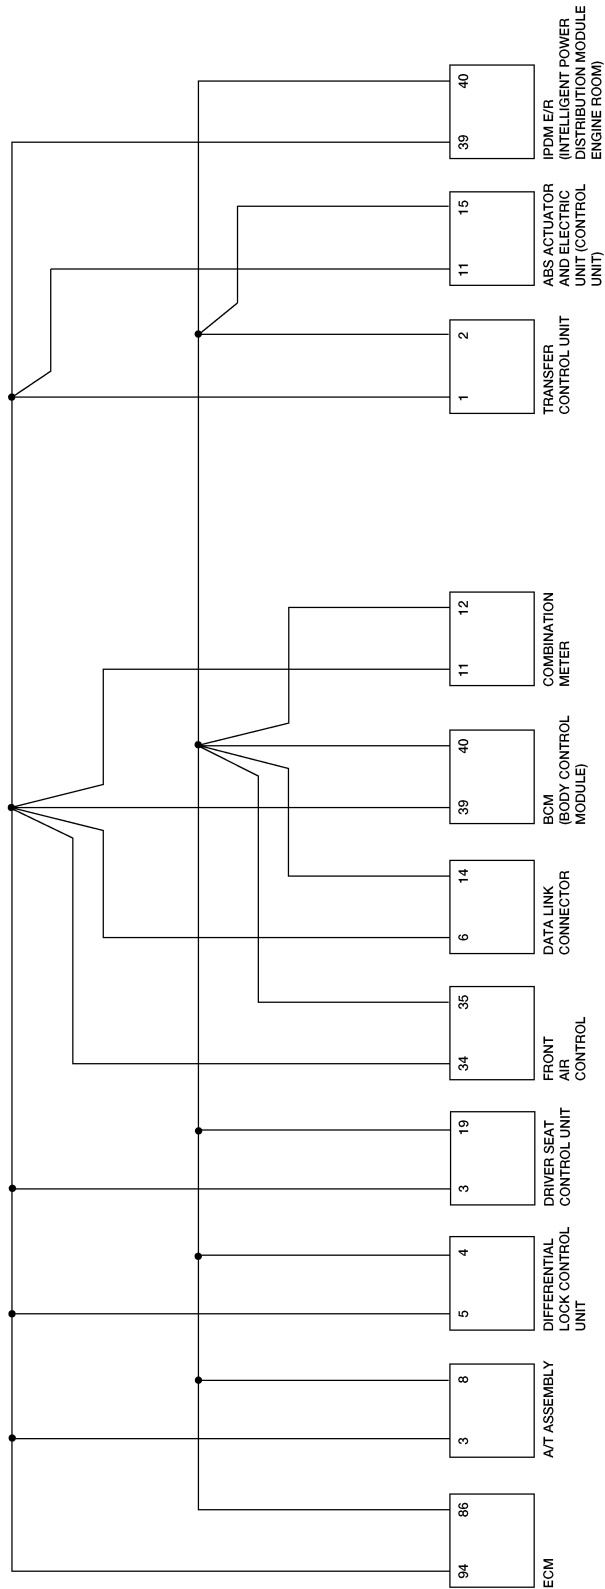 94
86
ECM
3
8
A/T ASSEMBLY
5
4
DIFFERENTIAL
LOCK CONTROL
UNIT
3
19
DRIVER SEAT
CONTROL UNIT
34
35
FRONT
AIR
CONTROL
6
14
DATA LINK
CONNECTOR
39
40
BCM
(BODY CONTROL
MODULE)
11
12
COMBINATION
METER
1
2
TRANSFER
CONTROL UNIT
11
15
ABS ACTUATOR
AND ELECTRIC
UNIT (CONTROL
UNIT)
39
40
IPDM E/R
(INTELLIGENT POWER
DISTRIBUTION MODULE
ENGINE ROOM)